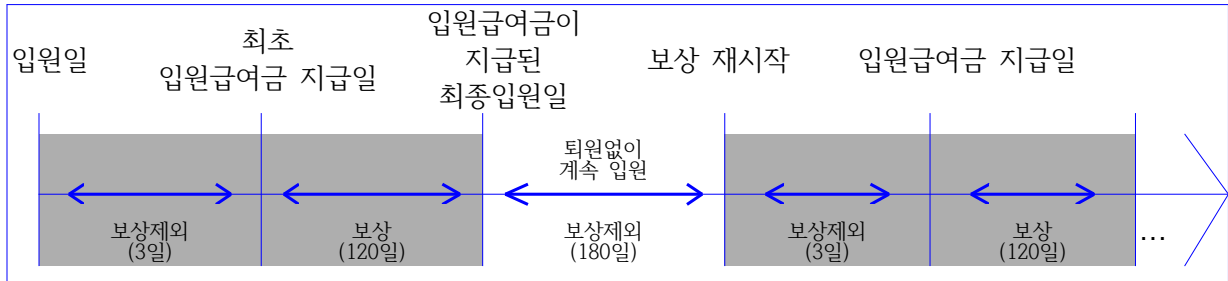 입원일
최초
입원급여금 지급일
입원급여금이
지급된
최종입원일
보상 재시작
입원급여금 지급일
보상제외
(3일)
보상
(120일)
퇴원없이
계속 입원
보상제외
(180일)
보상제외
(3일)
보상
(120일)
...